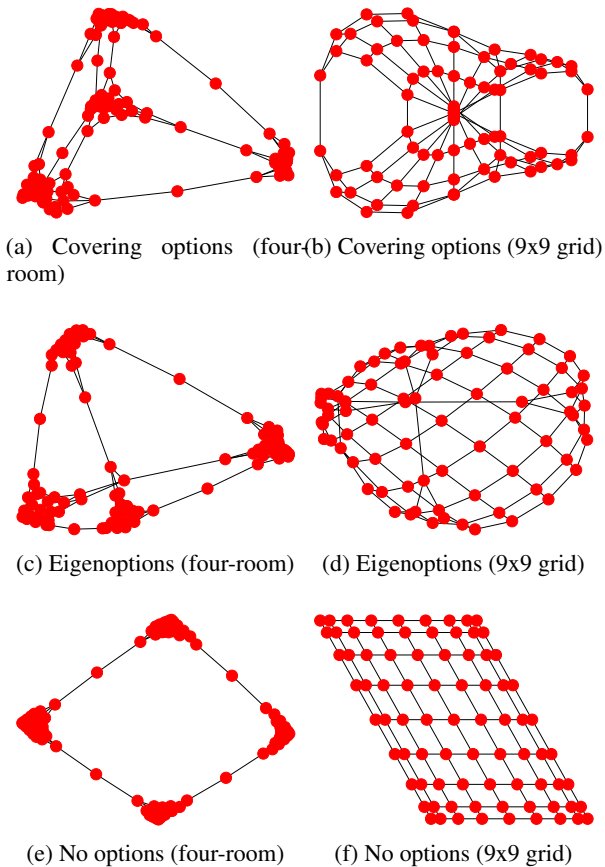 (a) Covering options (four-room)
(b) Covering options (9x9 grid)
(c) Eigenoptions (four-room)
(d) Eigenoptions (9x9 grid)
(e) No options (four-room)
(f) No options (9x9 grid)